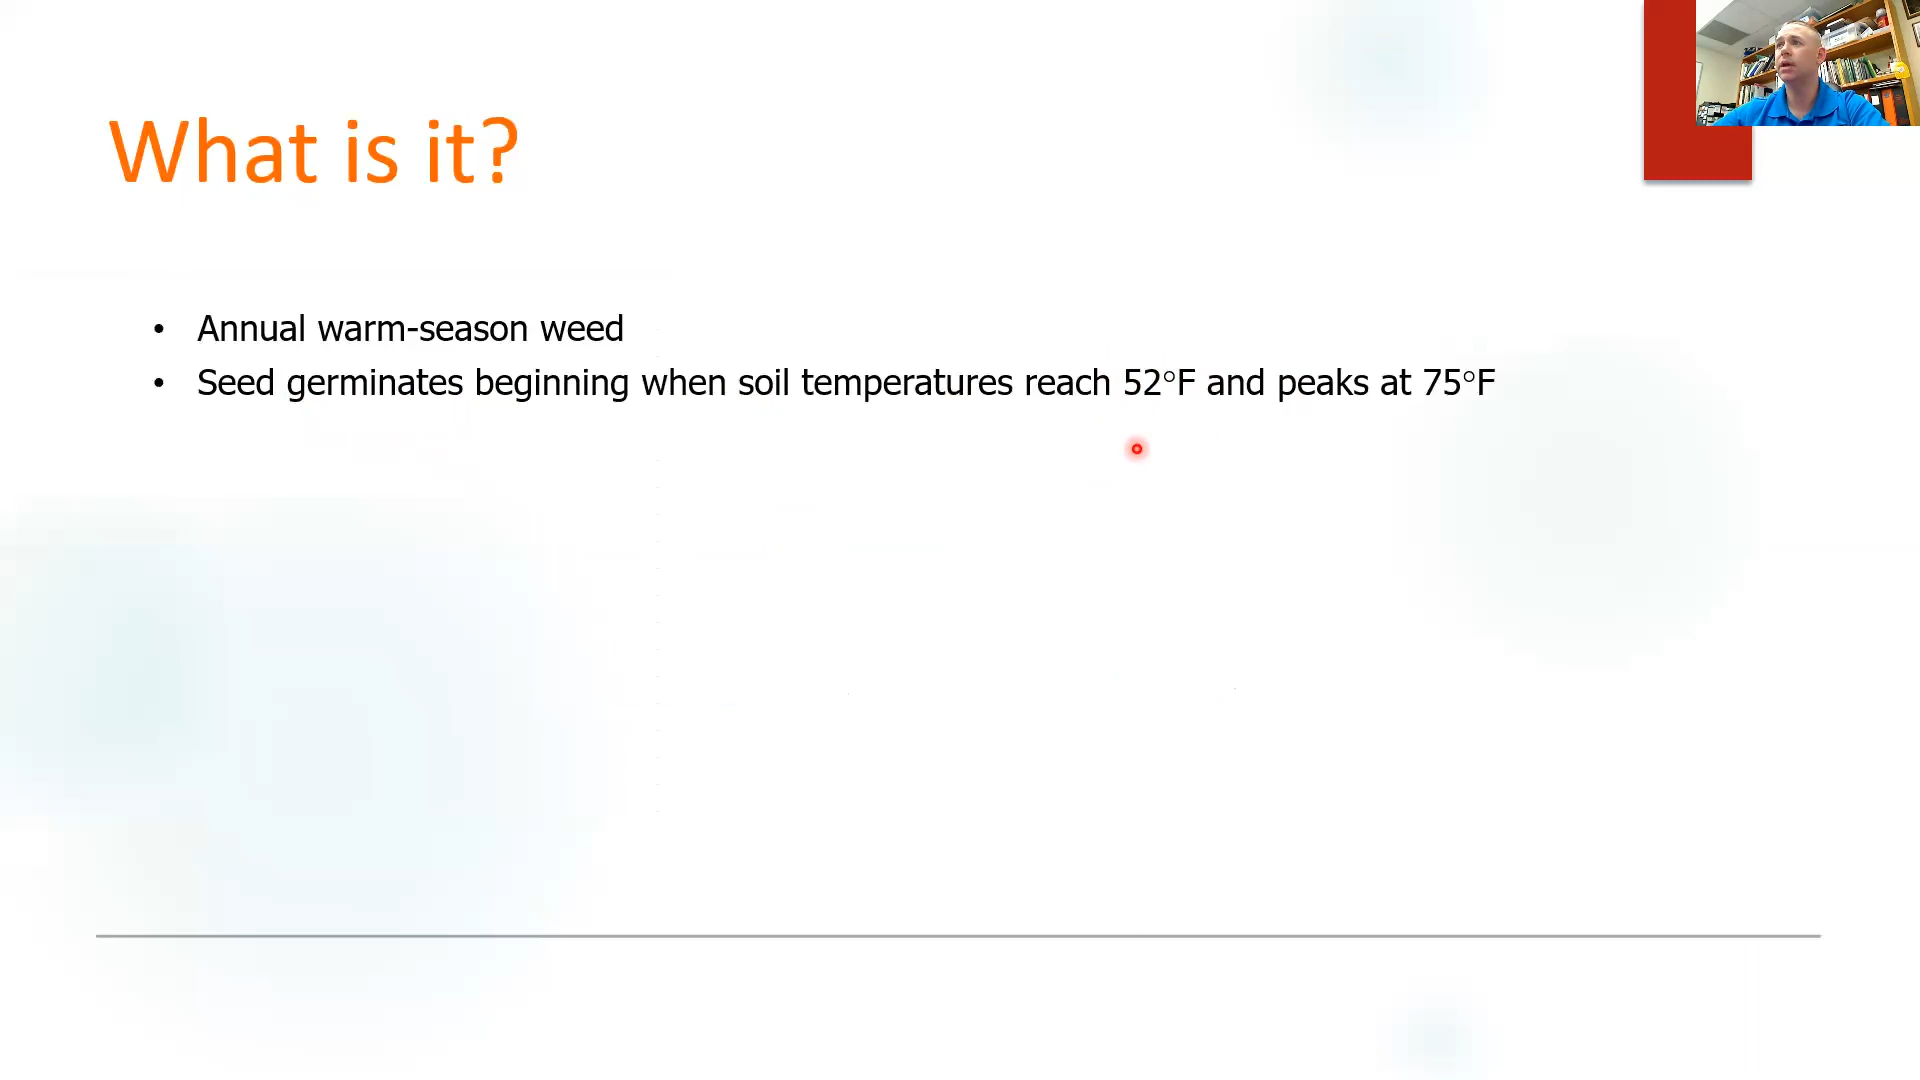 What is it?
• Annual warm-season weed
• Seed germinates beginning when soil temperatures reach 52°F and peaks at 75°F